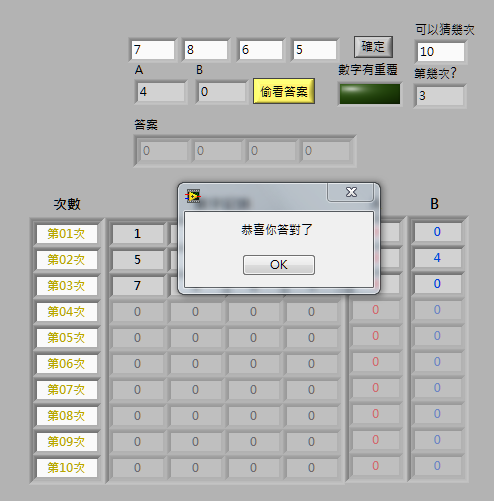 可以猜幾次
7 8 6 5 確定 10
A B 數字有重覆 第幾次?
4 0 偷看答案 3
答案
0 0 0 0
次數 B
恭喜你答對了
OK
第01次 1 0
第02次 5 4
第03次 7 0
第04次 0 0 0 0 0 0
第05次 0 0 0 0 0 0
第06次 0 0 0 0 0 0
第07次 0 0 0 0 0 0
第08次 0 0 0 0 0 0
第09次 0 0 0 0 0 0
第10次 0 0 0 0 0 0